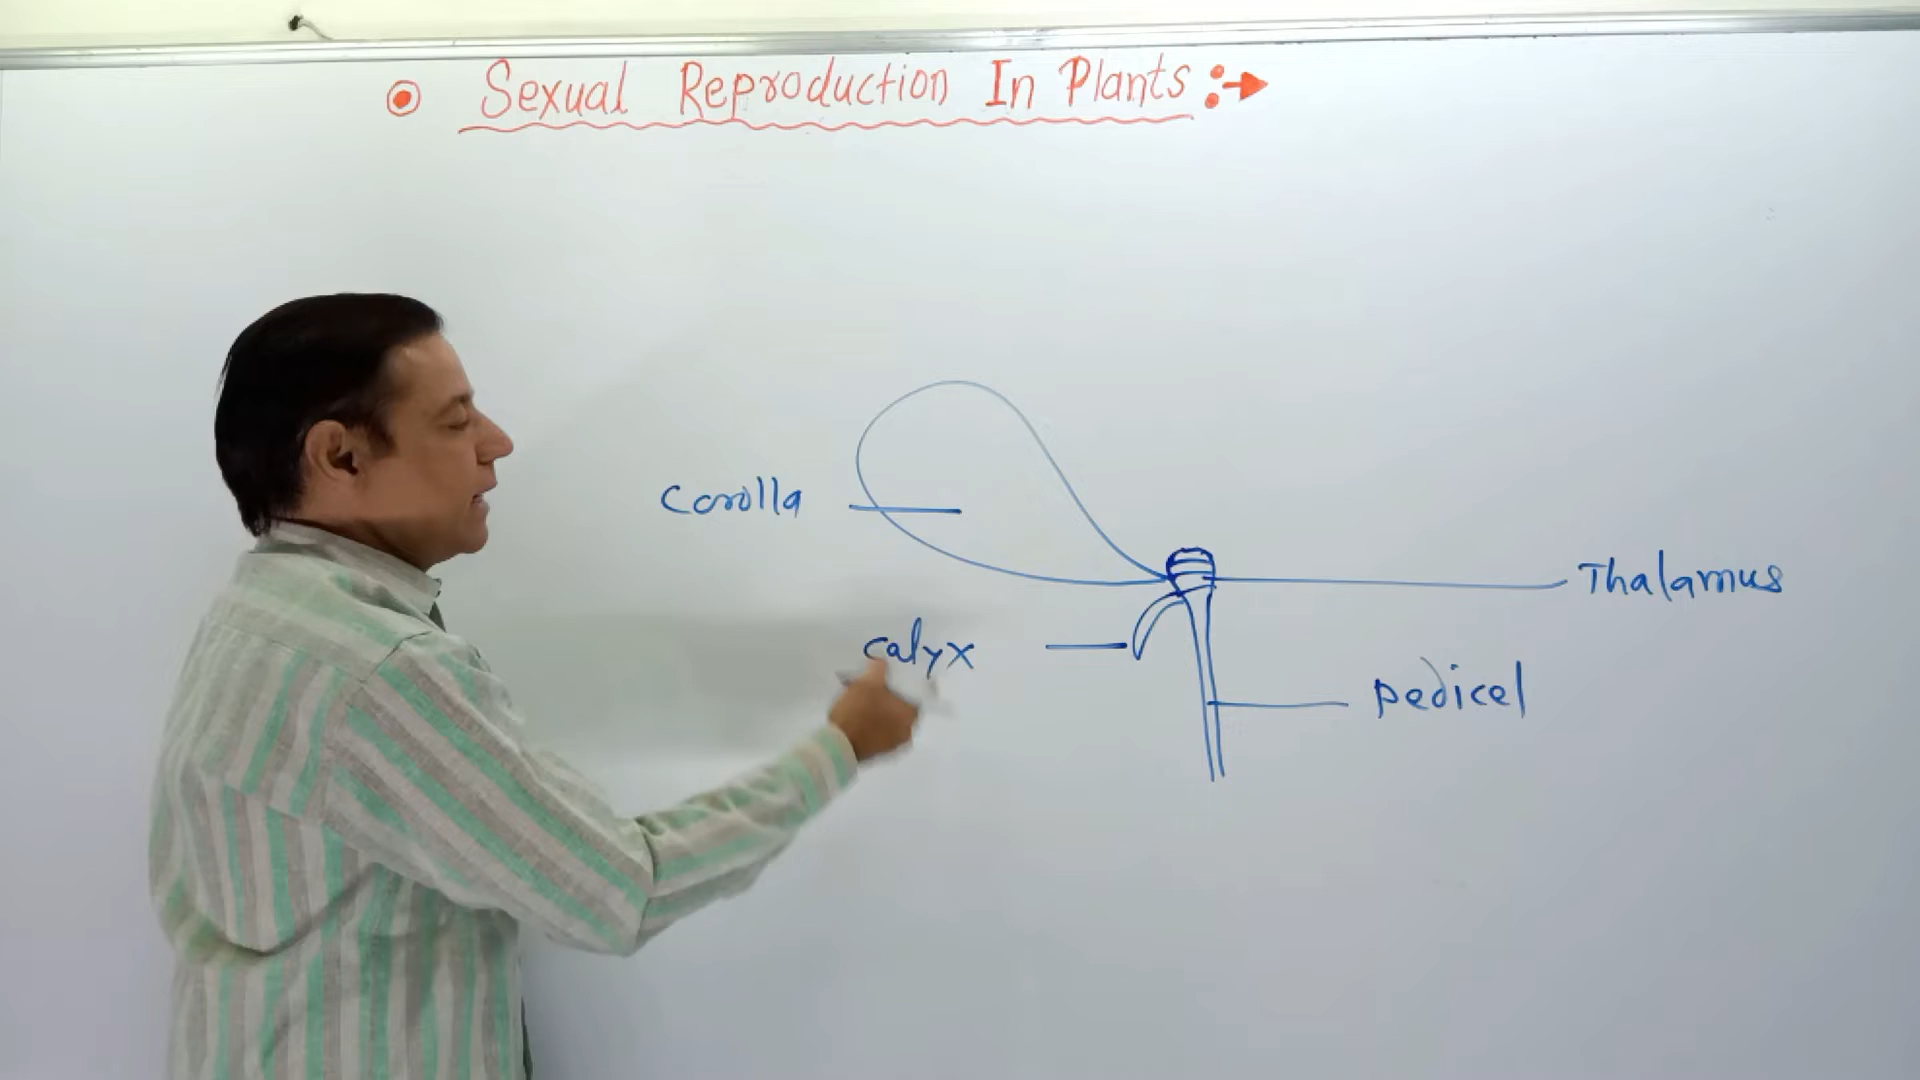 Sexual Reproduction In Plants :→
Corolla
Thalamus
Calyx
Pedicel